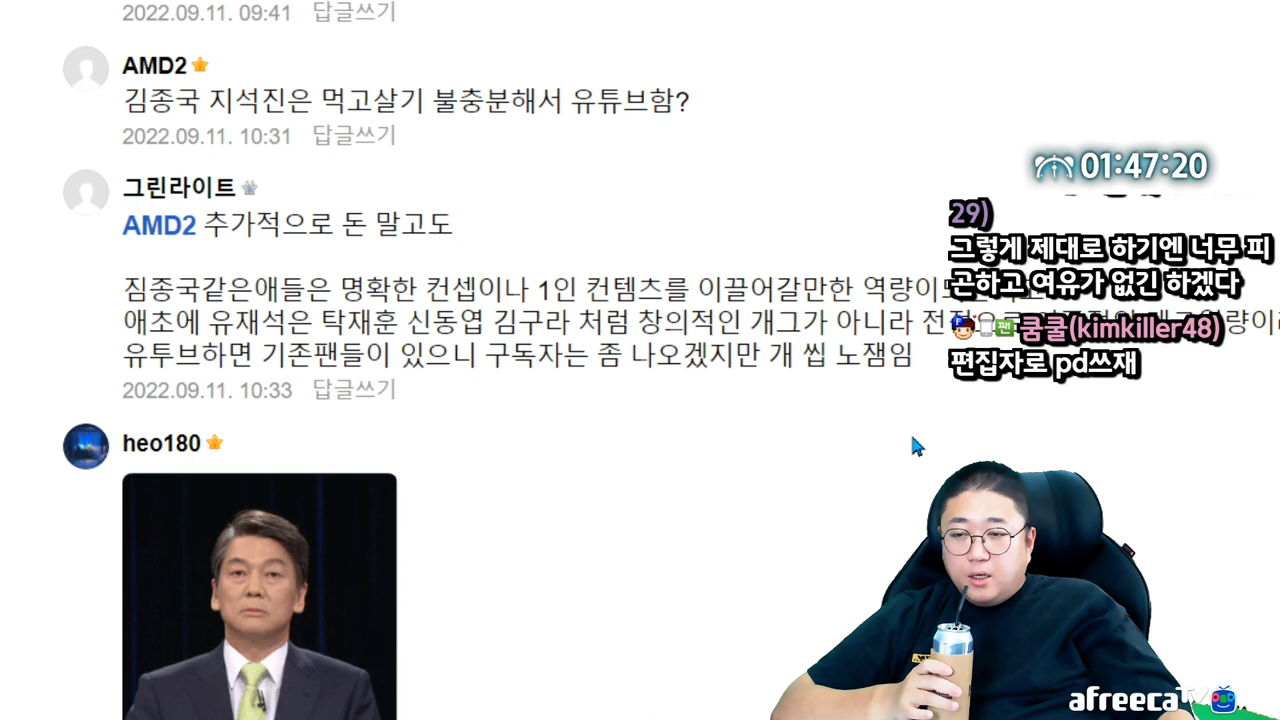 2022.09.11. 09:41 답글쓰기
AMD2
김종국 지석진은 먹고살기 불충분해서 유튜브함?
2022.09.11. 10:31 답글쓰기
그린라이트
AMD2 추가적으로 돈 말고도
짐종국같은애들은 명확한 컨셉이나 1인 컨텐츠를 이끌어갈만한
애초에 유재석은 탁재훈 신동엽 김구라 처럼 창의적인 개그가 아니라
유투브하면 기존팬들이 있으니 구독자는 좀 나오겠지만 개 씹 노잼임
2022.09.11. 10:33 답글쓰기
heo180
01:47:20
29)
그렇게 제대로 하기엔 너무 피
곤하고 여유가 없긴 하겠다
팬 쿰쿨(kimkiller48)
편집자로 pd쓰재
afreecaTV